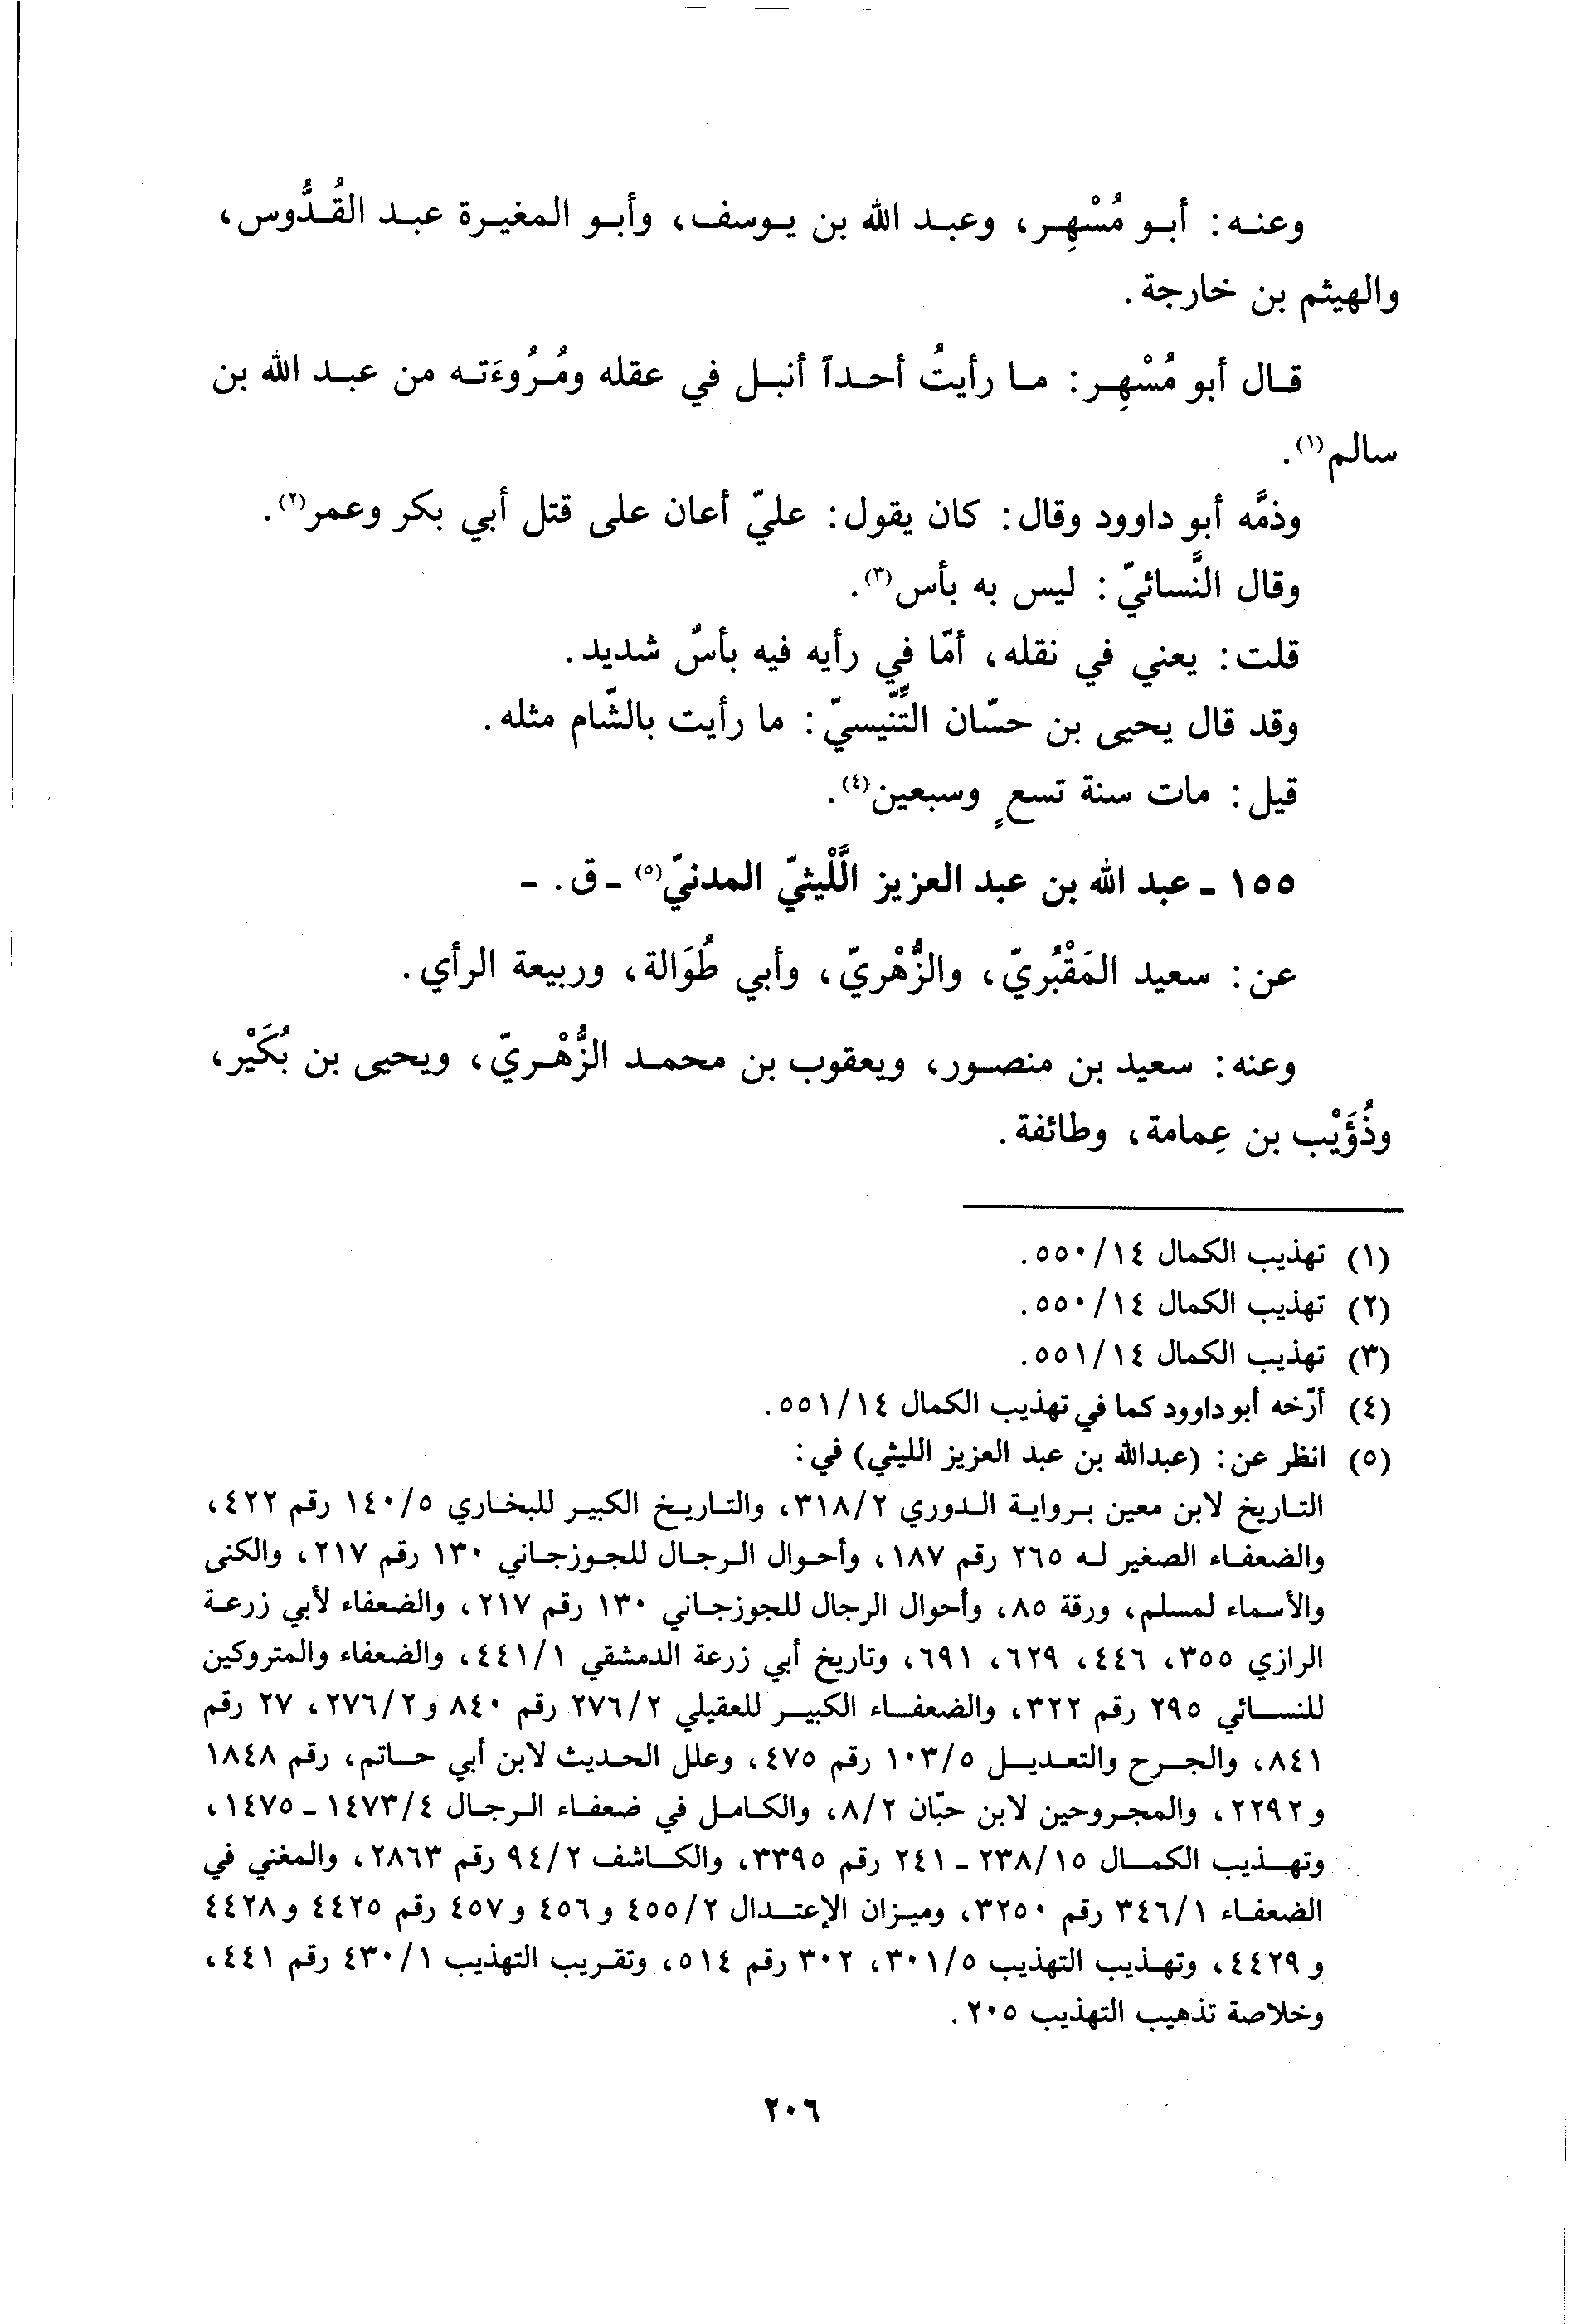 وعنه: أبو مُسْهِر، وعبد الله بن يوسف، وأبو المغيرة عبد القُدُّوس،
والهيثم بن خارجة.
قال أبو مُسْهِر: ما رأيتُ أحداً أنبل في عقله ومُرُوءَته من عبد الله بن
سالم(١).
وذمَّه أبو داوود وقال: كان يقول: عليّ أعان على قتل أبي بكر وعمر(٢).
وقال النَّسائيّ: ليس به بأس(٣).
قلت: يعني في نقله، أمّا في رأيه فيه بأسٌ شديد.
وقد قال يحيى بن حسّان التِّنّيسيّ: ما رأيت بالشّام مثله.
قيل: مات سنة تسعٍ وسبعين(٤).
١٥٥ ـ عبد الله بن عبد العزيز اللَّيْثيّ المدنيّ(٥) ـ ق. ـ
عن: سعيد المَقْبُريّ، والزُّهْريّ، وأبي طُوَالة، وربيعة الرأي.
وعنه: سعيد بن منصور، ويعقوب بن محمد الزُّهْريّ، ويحيى بن بُكَيْر،
وذُؤَيْب بن عِمامة، وطائفة.
(١) تهذيب الكمال ١٤/٥٥٠.
(٢) تهذيب الكمال ١٤/٥٥٠.
(٣) تهذيب الكمال ١٤/٥٥١.
(٤) أرّخه أبو داوود كما في تهذيب الكمال ١٤/٥٥١.
(٥) انظر عن: (عبدالله بن عبد العزيز الليثي) في:
التاريخ لابن معين برواية الدوري ٢/٣١٨، والتاريخ الكبير للبخاري ٥/١٤٠ رقم ٤٢٢،
والضعفاء الصغير له ٢٦٥ رقم ١٨٧، وأحوال الرجال للجوزجاني ١٣٠ رقم ٢١٧، والكنى
والأسماء لمسلم، ورقة ٨٥، وأحوال الرجال للجوزجاني ١٣٠ رقم ٢١٧، والضعفاء لأبي زرعة
الرازي ٣٥٥، ٤٤٦، ٦٢٩، ٦٩١، وتاريخ أبي زرعة الدمشقي ١/٤٤١، والضعفاء والمتروكين
للنسائي ٢٩٥ رقم ٣٢٢، والضعفاء الكبير للعقيلي ٢/٢٧٦ رقم ٨٤٠ و٢/٢٧٦، ٢٧ رقم
٨٤١، والجرح والتعديل ٥/١٠٣ رقم ٤٧٥، وعلل الحديث لابن أبي حاتم، رقم ١٨٤٨
و ٢٢٩٢، والمجروحين لابن حبّان ٢/٨، والكامل في ضعفاء الرجال ٤/١٤٧٣ ـ ١٤٧٥،
وتهذيب الكمال ١٥/٢٣٨ ـ ٢٤١ رقم ٣٣٩٥، والكاشف ٢/٩٤ رقم ٢٨٦٣، والمغني في
الضعفاء ١/٣٤٦ رقم ٣٢٥٠، وميزان الإعتدال ٢/٤٥٥ و٤٥٦ و٤٥٧ رقم ٤٤٢٥ و٤٤٢٨
و ٤٤٢٩، وتهذيب التهذيب ٥/٣٠١، ٣٠٢ رقم ٥١٤، وتقريب التهذيب ١/٤٣٠ رقم ٤٤١،
وخلاصة تذهيب التهذيب ٢٠٥.
٢٠٦